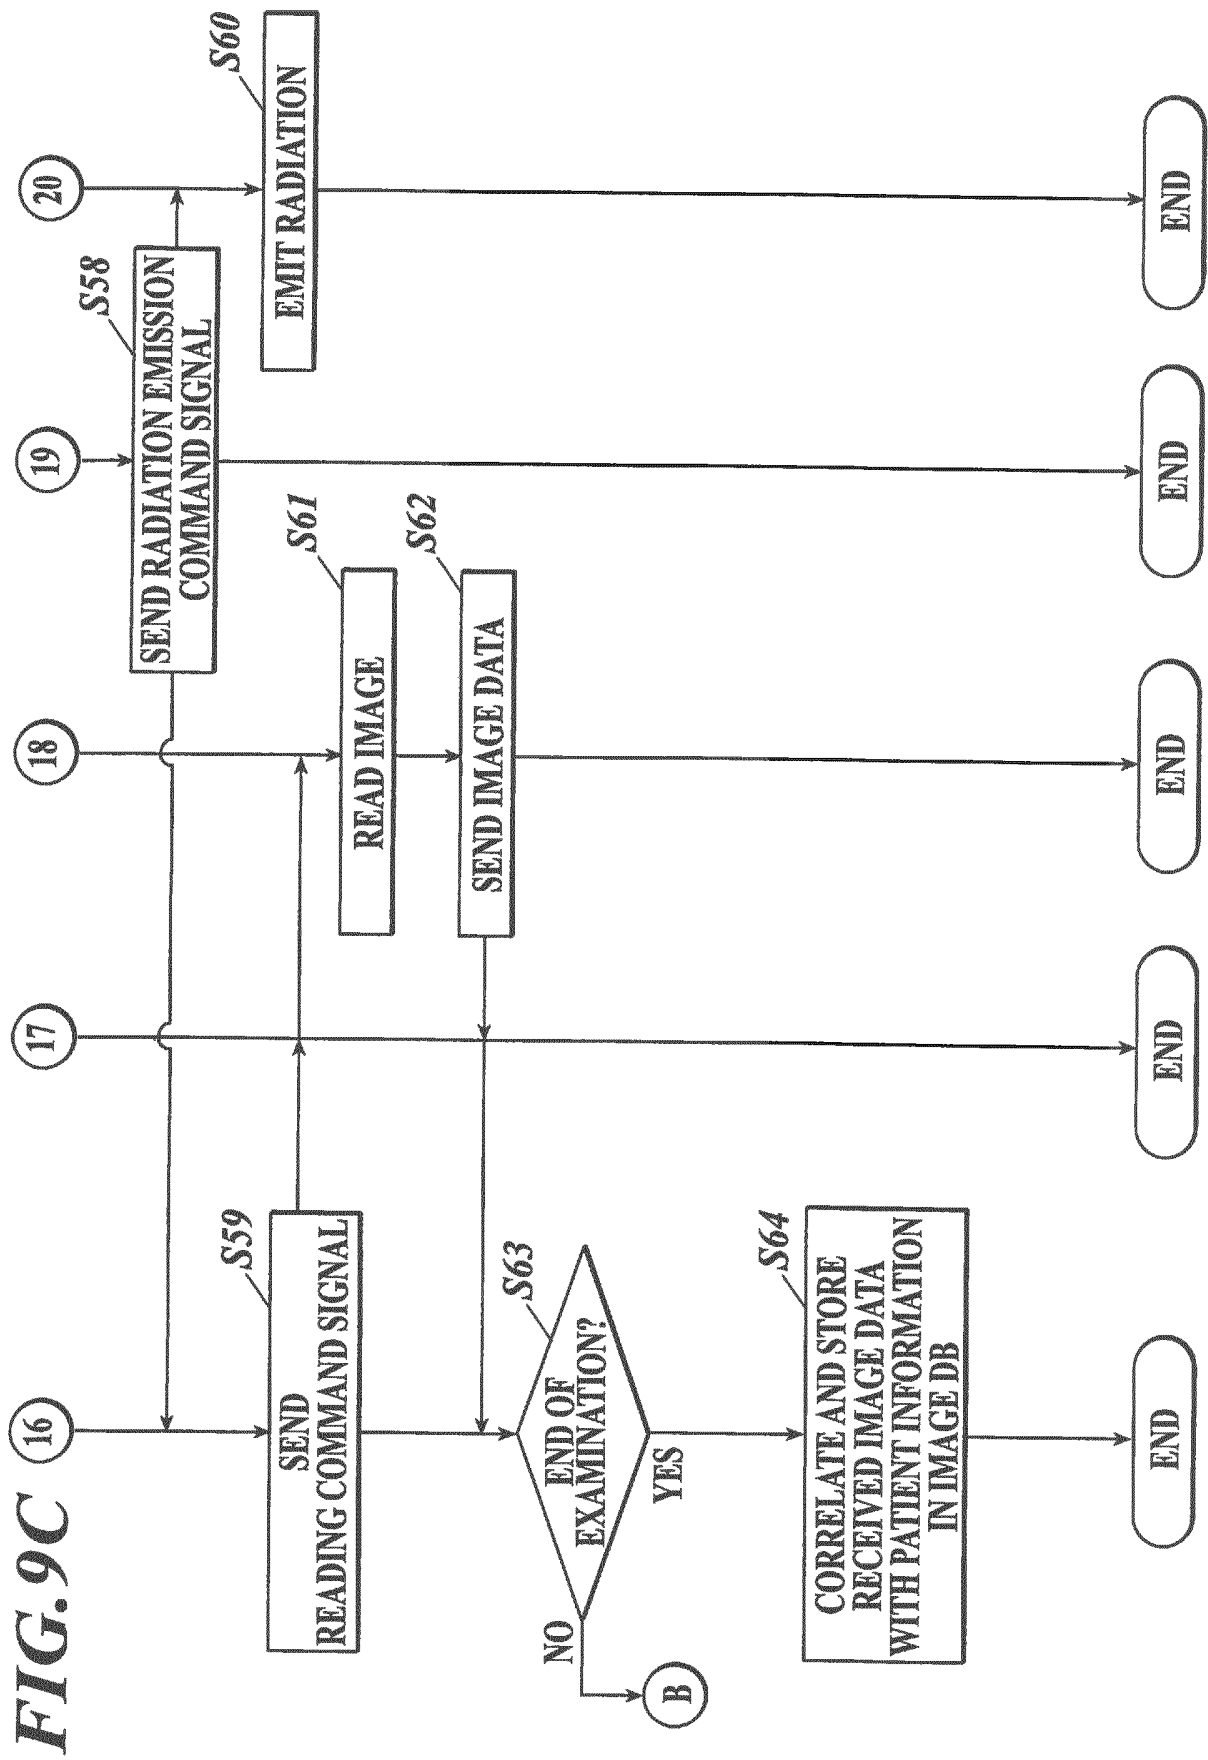 FIG.9C
16
17
18
19
20
S58
SEND RADIATION EMISSION
COMMAND SIGNAL
S59
SEND
READING COMMAND SIGNAL
S60
EMIT RADIATION
S61
READ IMAGE
S62
SEND IMAGE DATA
S63
END OF
EXAMINATION?
NO
YES
B
S64
CORRELATE AND STORE
RECEIVED IMAGE DATA
WITH PATIENT INFORMATION
IN IMAGE DB
END
END
END
END
END